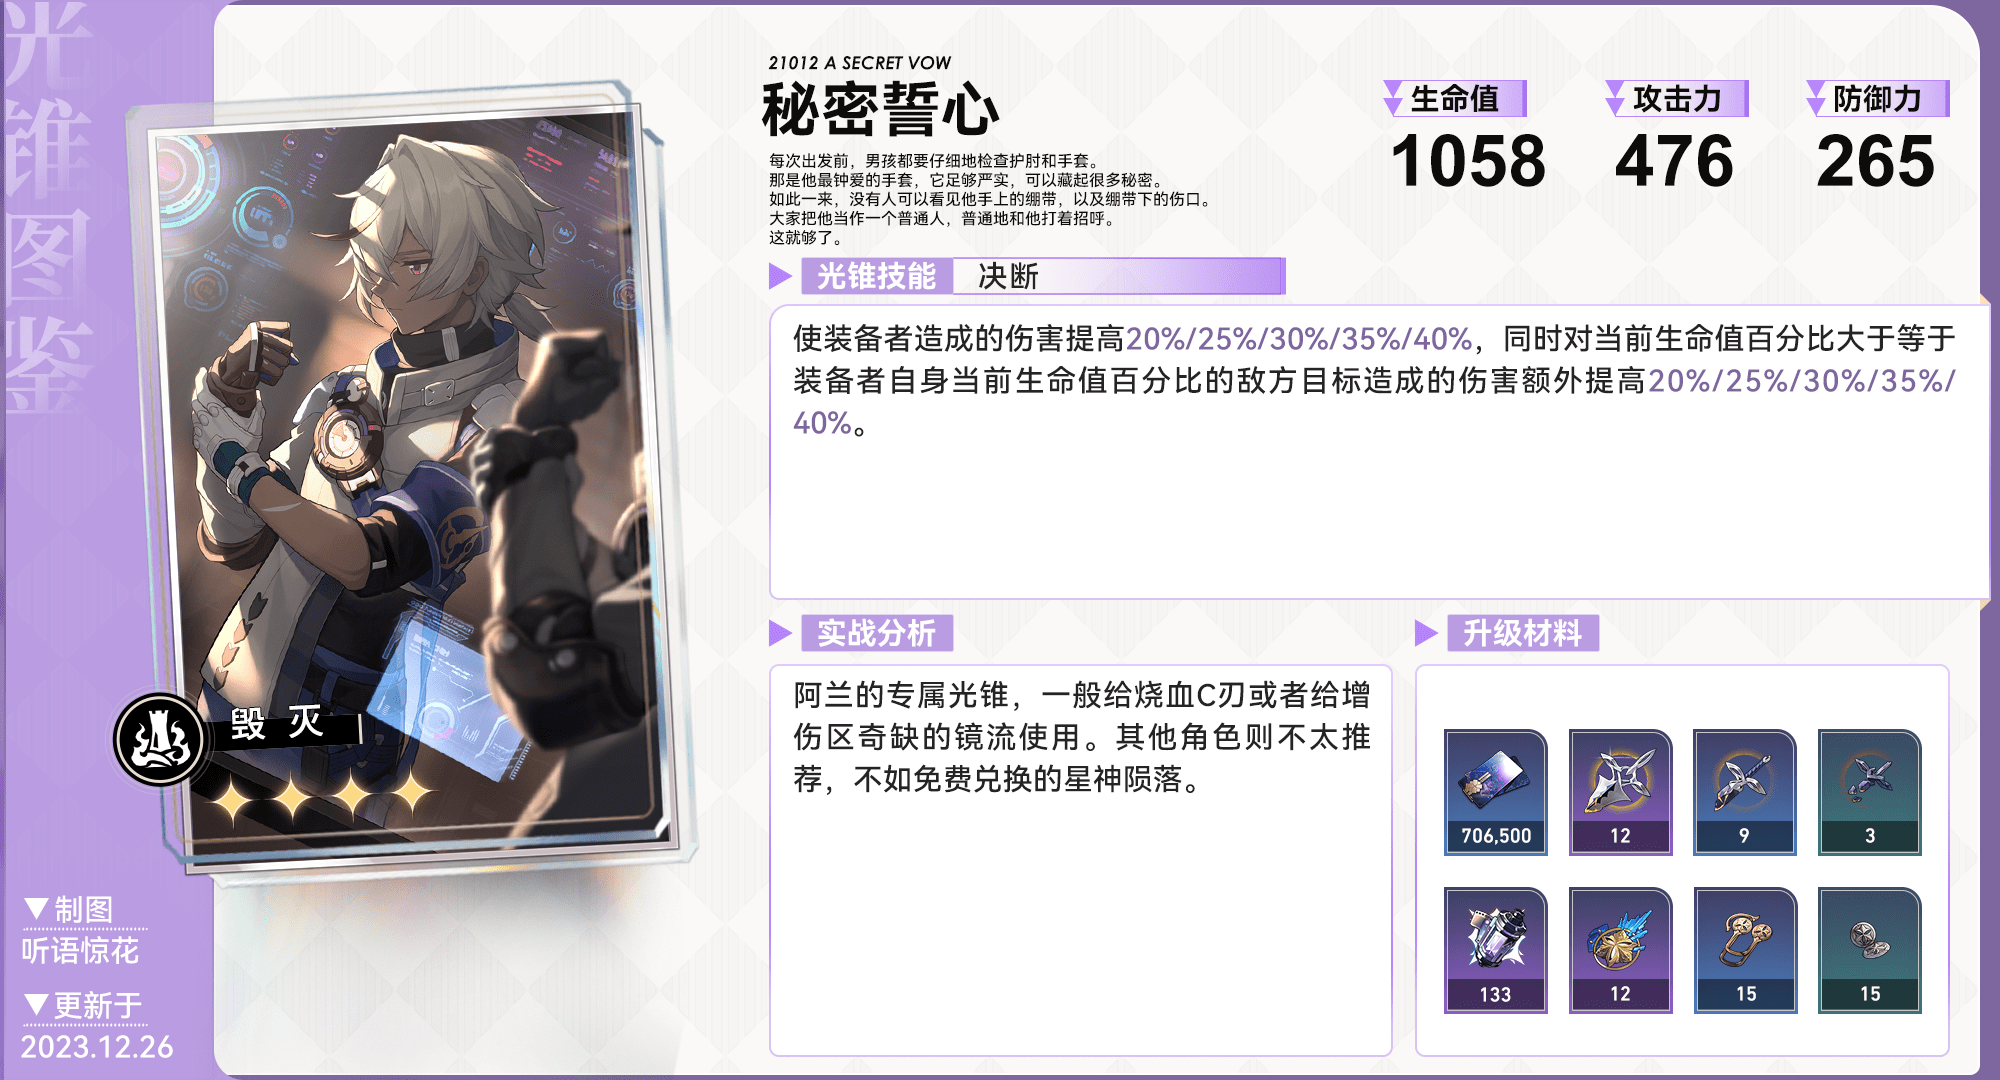 光锥图鉴
21012 A SECRET VOW
秘密誓心
每次出发前，男孩都要仔细地检查护肘和手套。
那是他最钟爱的手套，它足够严实，可以藏起很多秘密。
如此一来，没有人可以看见他手上的绷带，以及绷带下的伤口。
大家把他当作一个普通人，普通地和他打着招呼。
这就够了。
生命值
1058
攻击力
476
防御力
265
光锥技能
决断
使装备者造成的伤害提高20%/25%/30%/35%/40%，同时对当前生命值百分比大于等于
装备者自身当前生命值百分比的敌方目标造成的伤害额外提高20%/25%/30%/35%/
40%。
毁灭
实战分析
阿兰的专属光锥，一般给烧血C刃或者给增
伤区奇缺的镜流使用。其他角色则不太推
荐，不如免费兑换的星神陨落。
升级材料
706,500
12
9
3
133
12
15
15
制图
听语惊花
更新于
2023.12.26